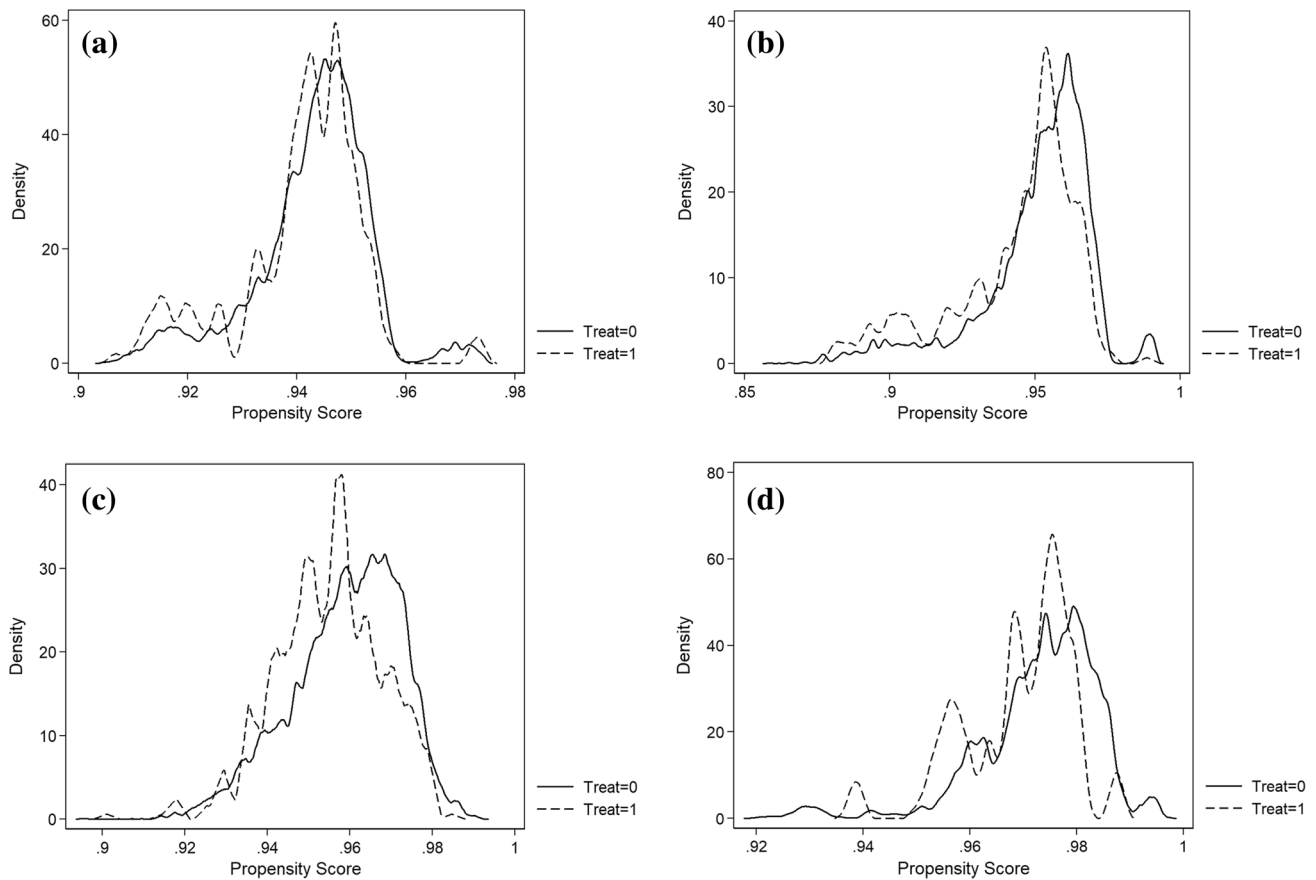 (a)
60
40
20
0
Density
.9 .92 .94 .96 .98
Propensity Score
Treat=0
Treat=1
(b)
40
30
20
10
0
Density
.85 .9 .95 1
Propensity Score
Treat=0
Treat=1
(c)
40
30
20
10
0
Density
.9 .92 .94 .96 .98 1
Propensity Score
Treat=0
Treat=1
(d)
80
60
40
20
0
Density
.92 .94 .96 .98 1
Propensity Score
Treat=0
Treat=1